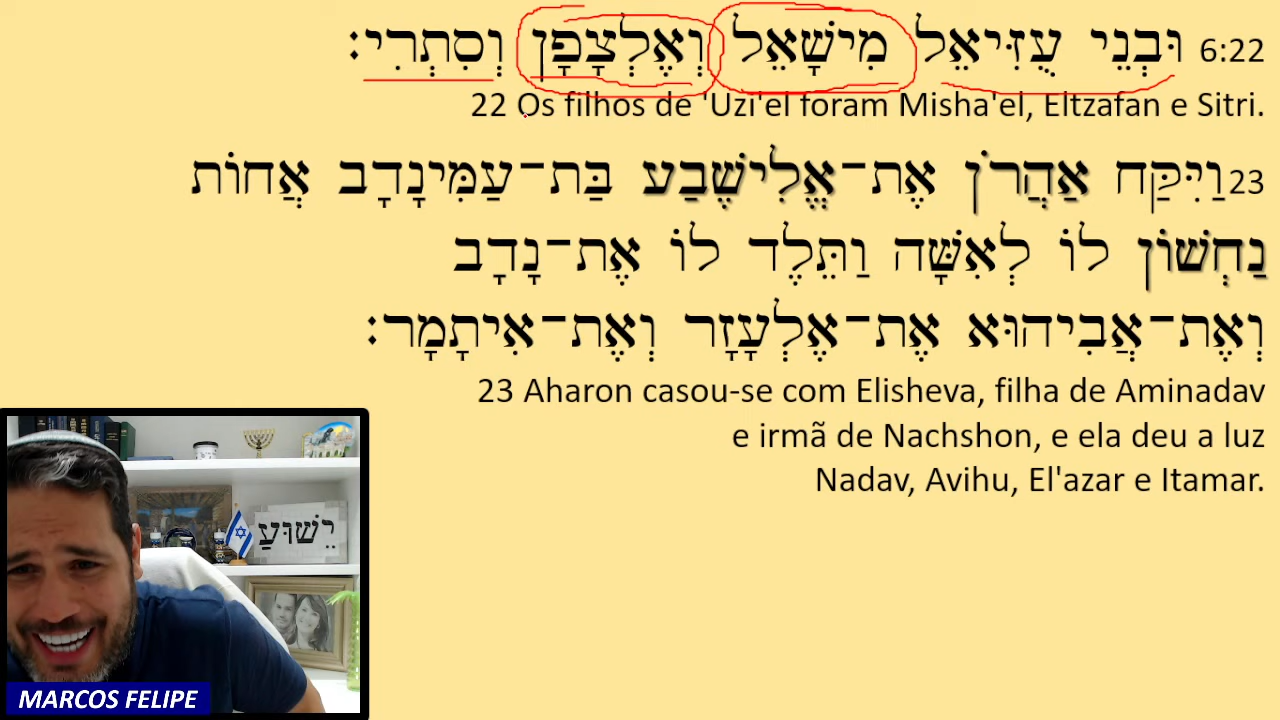 6:22 וּבְנֵי עֻזִּיאֵל מִישָׁאֵל וְאֶלְצָפָן וְסִתְרִי׃
22 Os filhos de 'Uzi'el foram Misha'el, Eltzafan e Sitri.
23 וַיִּקַּח אַהֲרֹן אֶת־אֱלִישֶׁבַע בַּת־עַמִּינָדָב אֲחוֹת
נַחְשׁוֹן לוֹ לְאִשָּׁה וַתֵּלֶד לוֹ אֶת־נָדָב
וְאֶת־אֲבִיהוּא אֶת־אֶלְעָזָר וְאֶת־אִיתָמָר׃
23 Aharon casou-se com Elisheva, filha de Aminadav
e irmã de Nachshon, e ela deu a luz
Nadav, Avihu, El'azar e Itamar.
יֵשׁוּעַ
MARCOS FELIPE